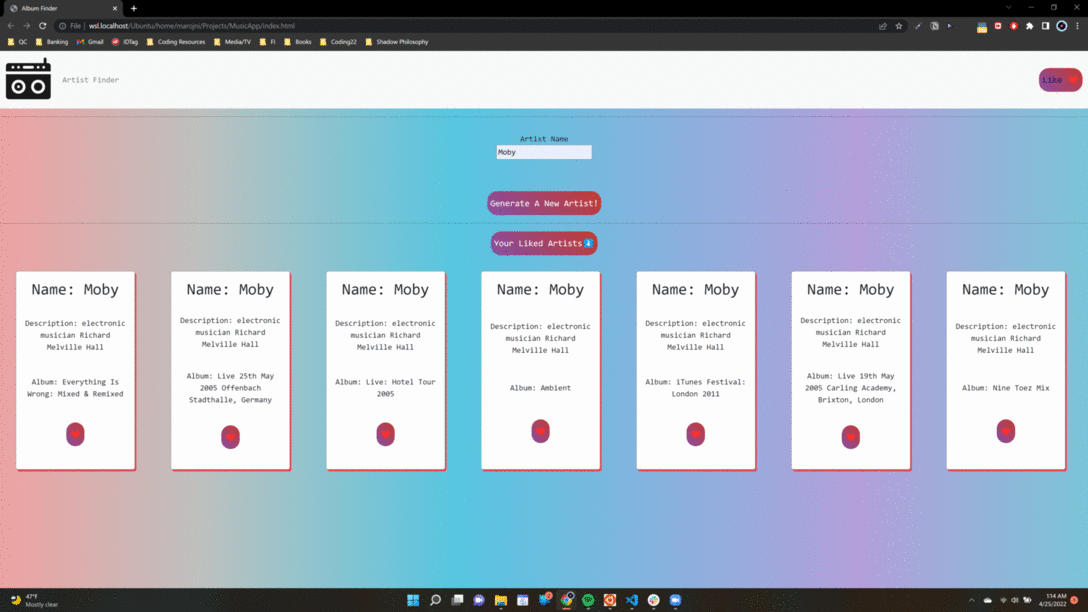 Album Finder
File
wsl.localhost/Ubuntu/home/marojni/Projects/MusicApp/index.html
QC
Banking
Gmail
IDTag
Coding Resources
Media/TV
Fi
Books
Coding22
Shadow Philosophy
Artist Finder
Like
Artist Name
Moby
Generate A New Artist!
Your Liked Artists
Name: Moby
Description: electronic
musician Richard
Melville Hall
Album: Everything Is
Wrong: Mixed & Remixed
Name: Moby
Description: electronic
musician Richard
Melville Hall
Album: Live 25th May
2005 Offenbach
Stadthalle, Germany
Name: Moby
Description: electronic
musician Richard
Melville Hall
Album: Live: Hotel Tour
2005
Name: Moby
Description: electronic
musician Richard
Melville Hall
Album: Ambient
Name: Moby
Description: electronic
musician Richard
Melville Hall
Album: iTunes Festival:
London 2011
Name: Moby
Description: electronic
musician Richard
Melville Hall
Album: Live 19th May
2005 Carling Academy,
Brixton, London
Name: Moby
Description: electronic
musician Richard
Melville Hall
Album: Nine Toez Mix
47°F
Mostly clear
1:14 AM
4/25/2022